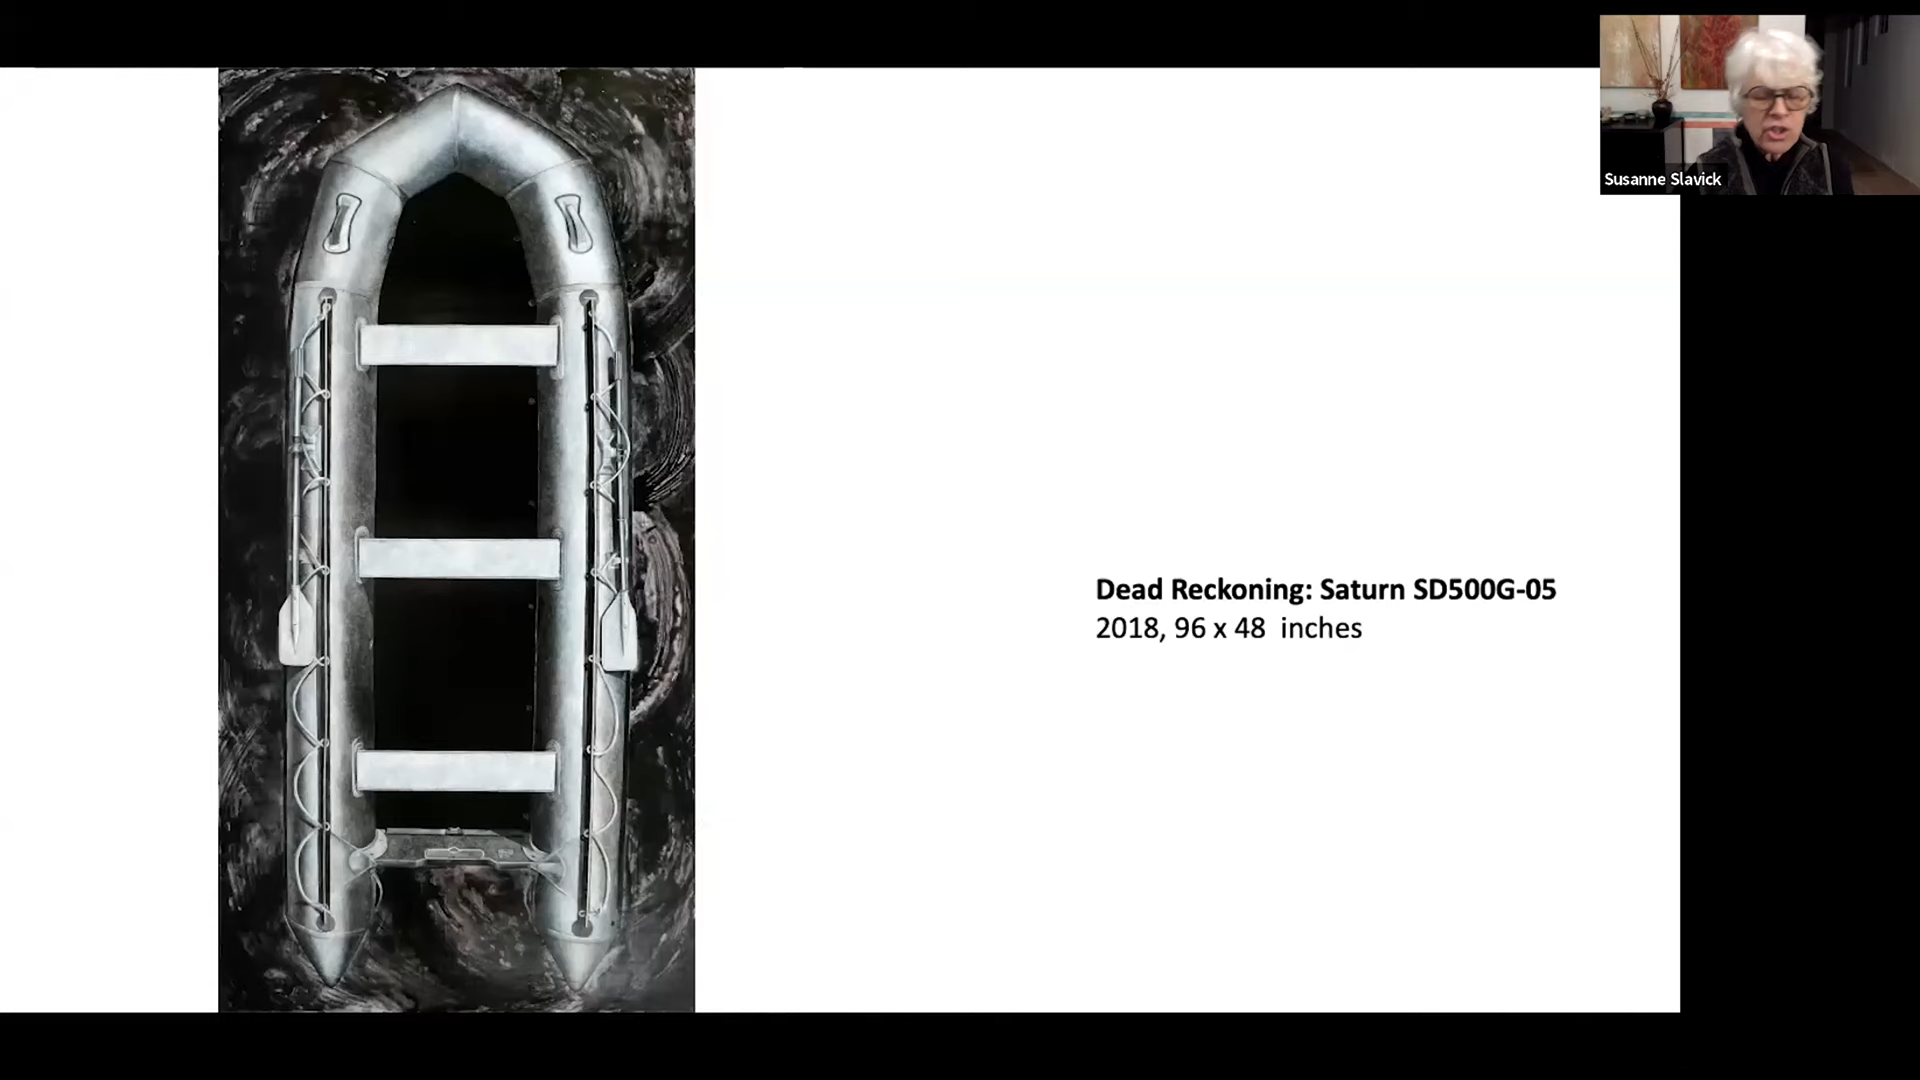 Susanne Slavick
Dead Reckoning: Saturn SD500G-05
2018, 96 x 48 inches